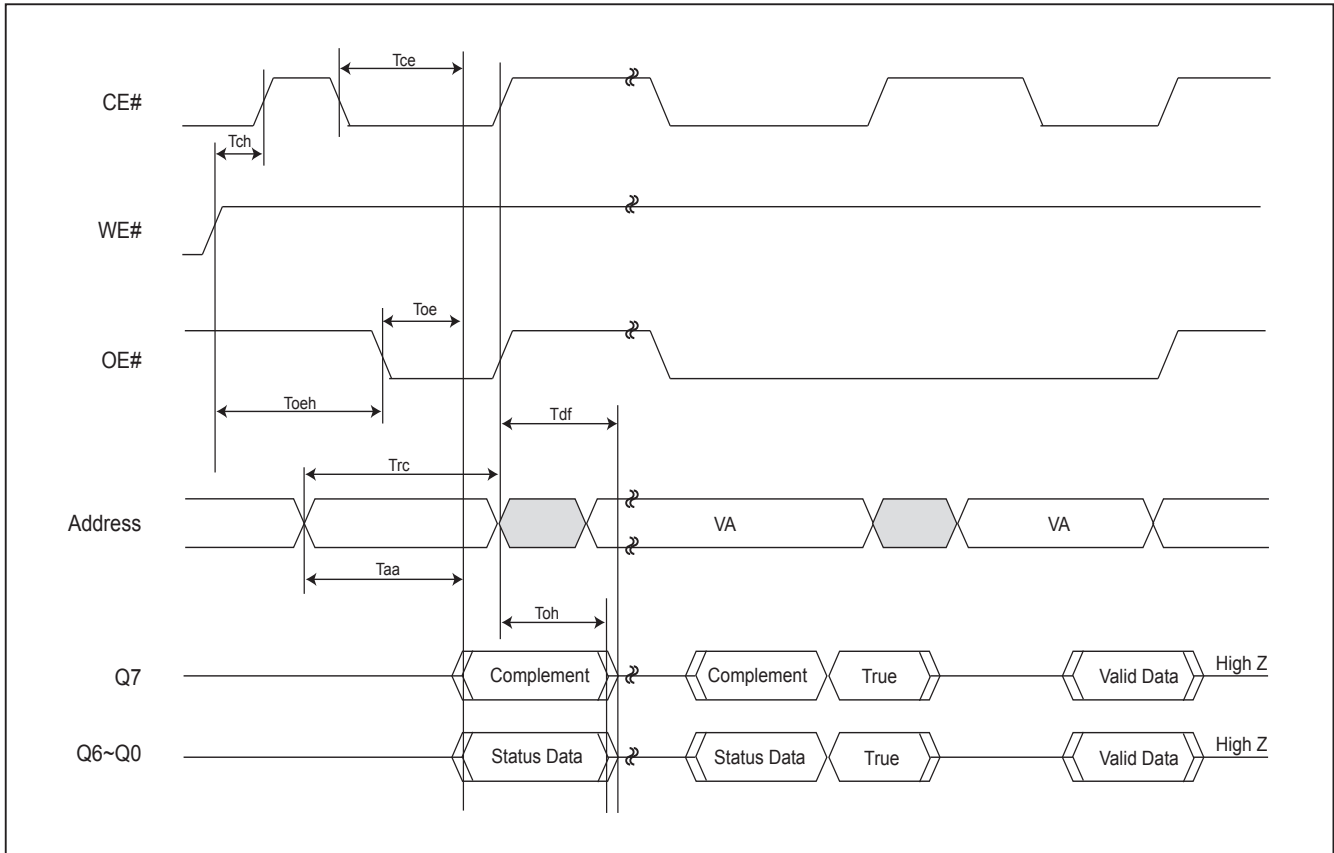 Tce
CE#
Tch
WE#
Toe
OE#
Toeh
Tdf
Trc
Address
VA
VA
Taa
Toh
Q7
Complement
Complement
True
Valid Data
High Z
Q6~Q0
Status Data
Status Data
True
Valid Data
High Z